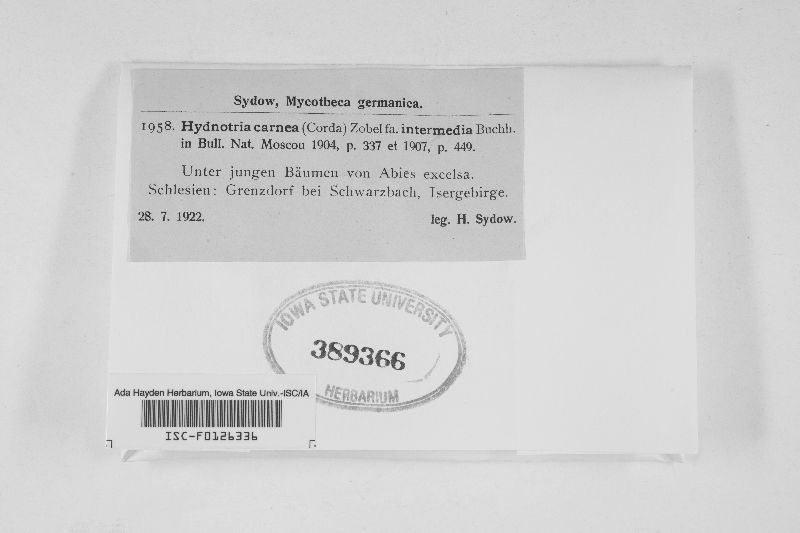 Sydow, Mycotheca germanica.
1958. Hydnotria carnea (Corda) Zobel fa. intermedia Buchh.
in Bull. Nat. Moscou 1904, p. 337 et 1907, p. 449.
Unter jungen Bäumen von Abies excelsa.
Schlesien: Grenzdorf bei Schwarzbach, Isergebirge.
28. 7. 1922. leg. H. Sydow.
IOWA STATE UNIVERSITY
389366
HERBARIUM
Ada Hayden Herbarium, Iowa State Univ.-ISC/IA
ISC-F0126336